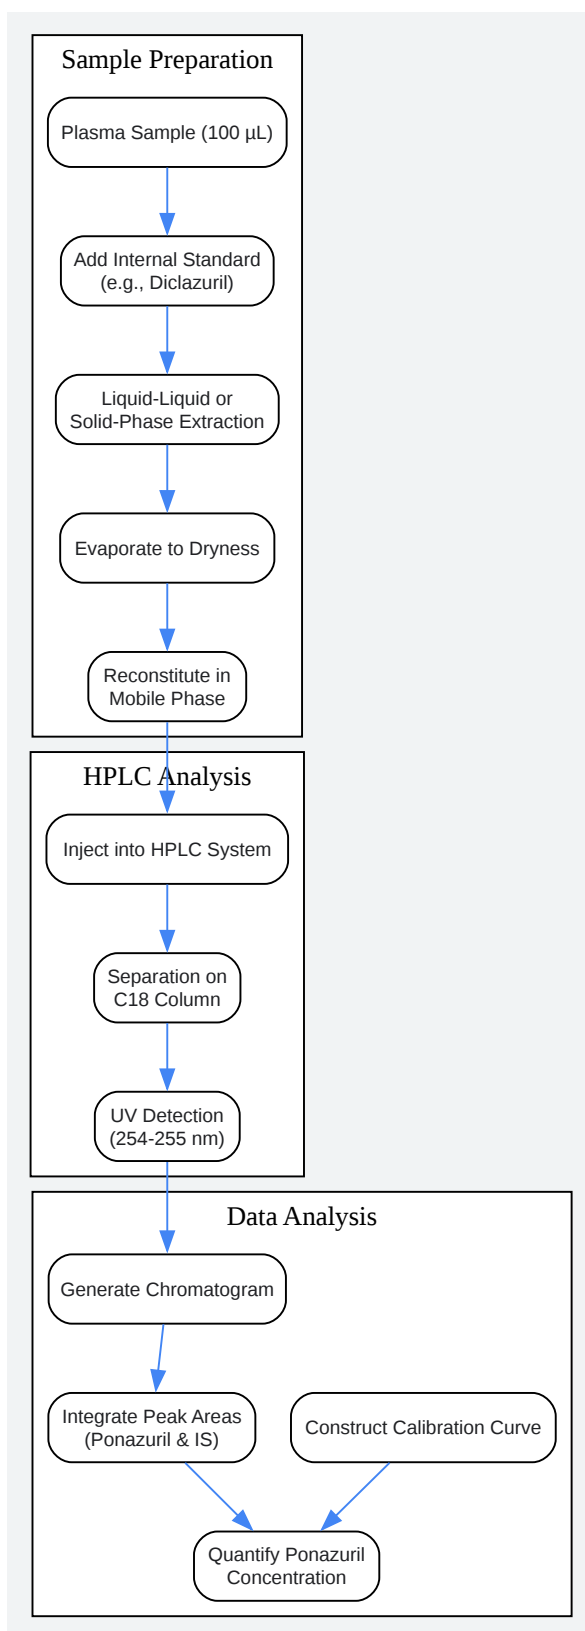 Sample Preparation
Plasma Sample (100 µL)
Add Internal Standard
(e.g., Diclazuril)
Liquid-Liquid or
Solid-Phase Extraction
Evaporate to Dryness
Reconstitute in
Mobile Phase
HPLC Analysis
Inject into HPLC System
Separation on
C18 Column
UV Detection
(254-255 nm)
Data Analysis
Generate Chromatogram
Integrate Peak Areas
(Ponazuril & IS)
Construct Calibration Curve
Quantify Ponazuril
Concentration